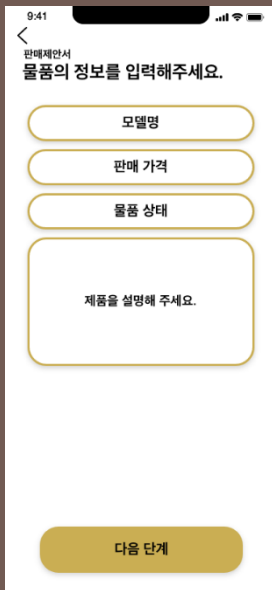 9:41
판매제안서
물품의 정보를 입력해주세요.
모델명
판매 가격
물품 상태
제품을 설명해 주세요.
다음 단계